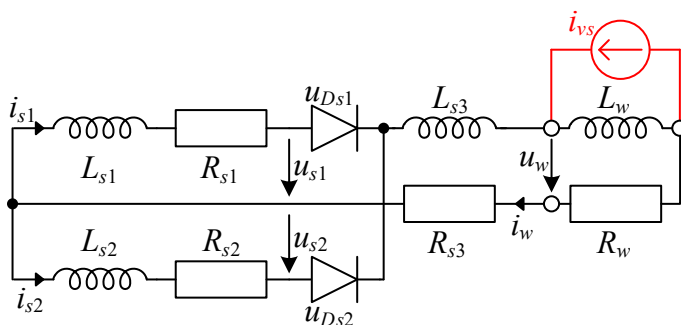 i_vs
i_s1
u_Ds1
L_s3
L_w
L_s1
R_s1
u_s1
u_w
L_s2
R_s2
u_s2
R_s3
i_w
R_w
i_s2
u_Ds2